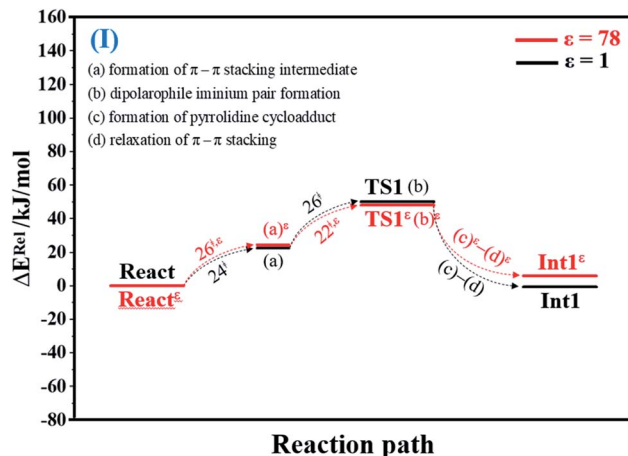 (I)
ε = 78
ε = 1
(a) formation of π – π stacking intermediate
(b) dipolarophile iminium pair formation
(c) formation of pyrrolidine cycloadduct
(d) relaxation of π – π stacking
160
140
120
100
80
60
40
20
0
-20
-40
-60
-80
ΔE^Rel/kJ/mol
React
React^ε
26^‡,ε
24^‡
(a)^ε
(a)
26^‡
22^‡,ε
TS1 (b)
TS1^ε (b)^ε
(c)^ε–(d)^ε
(c)–(d)
Int1^ε
Int1
Reaction path